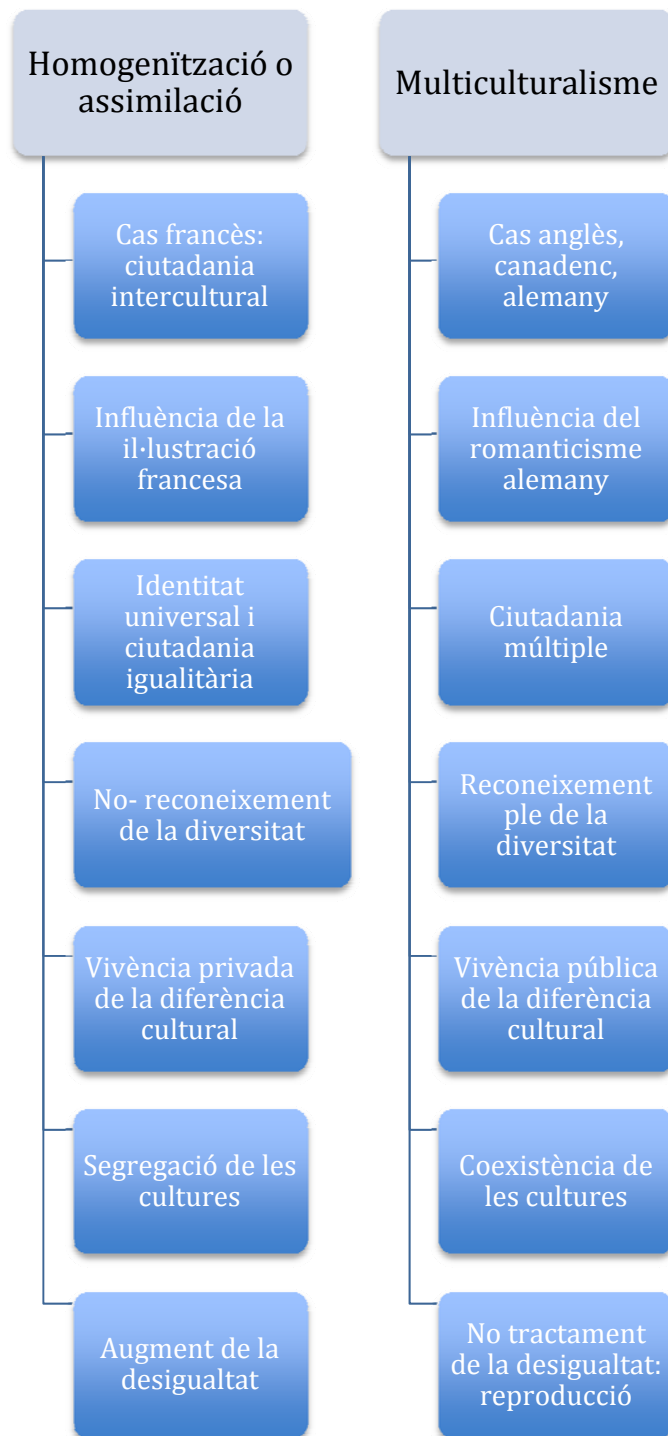 Homogenïtzació o
assimilació
Cas francès:
ciutadania
intercultural
Influència de la
il·lustració
francesa
Identitat
universal i
ciutadania
igualitària
No- reconeixement
de la diversitat
Vivència privada
de la diferència
cultural
Segregació de les
cultures
Augment de la
desigualtat
Multiculturalisme
Cas anglès,
canadenc,
alemany
Influència del
romanticisme
alemany
Ciutadania
múltiple
Reconeixement
ple de la
diversitat
Vivència pública
de la diferència
cultural
Coexistència de
les cultures
No tractament
de la desigualtat:
reproducció